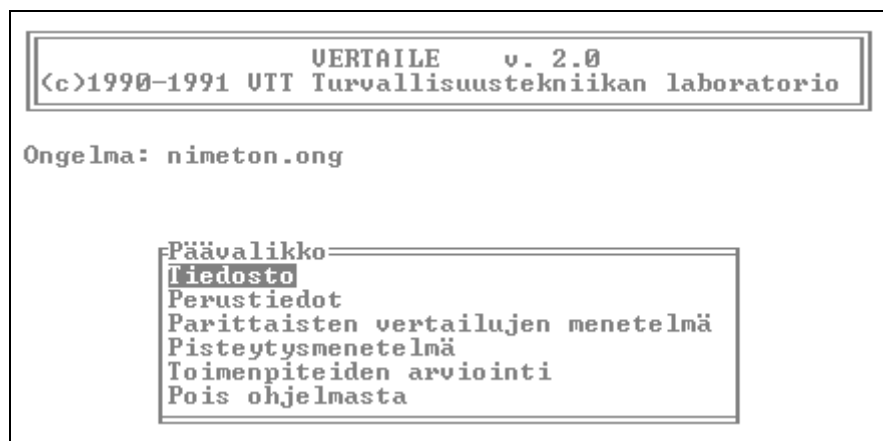 VERTAILE v. 2.0
(c)1990-1991 VTT Turvallisuustekniikan laboratorio
Ongelma: nimeton.ong
Päävalikko
Tiedosto
Perustiedot
Parittaisten vertailujen menetelmä
Pisteytysmenetelmä
Toimenpiteiden arviointi
Pois ohjelmasta